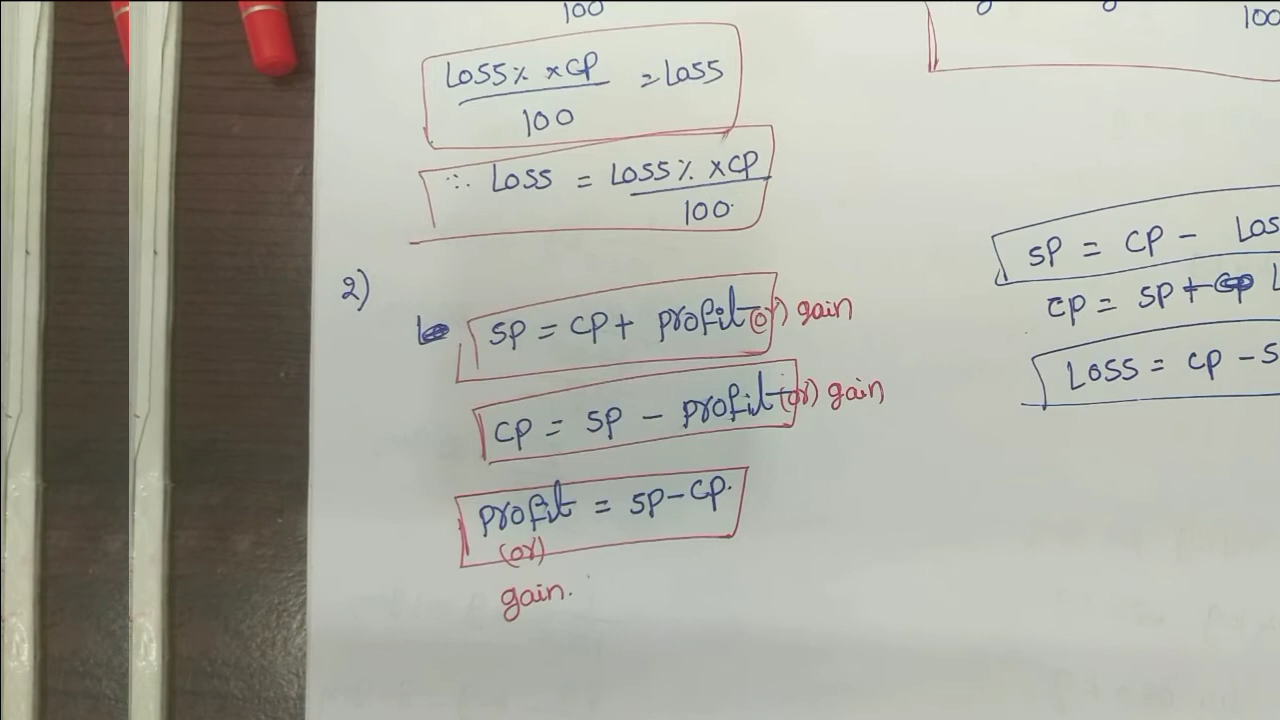 100
Loss% × CP
100
= Loss
∴ Loss = Loss% × CP
100
2)
SP = CP + profit (or) gain
CP = SP - profit (or) gain
profit = SP - CP.
(or)
gain.
100
SP = CP -
CP = SP +
Loss = CP - S